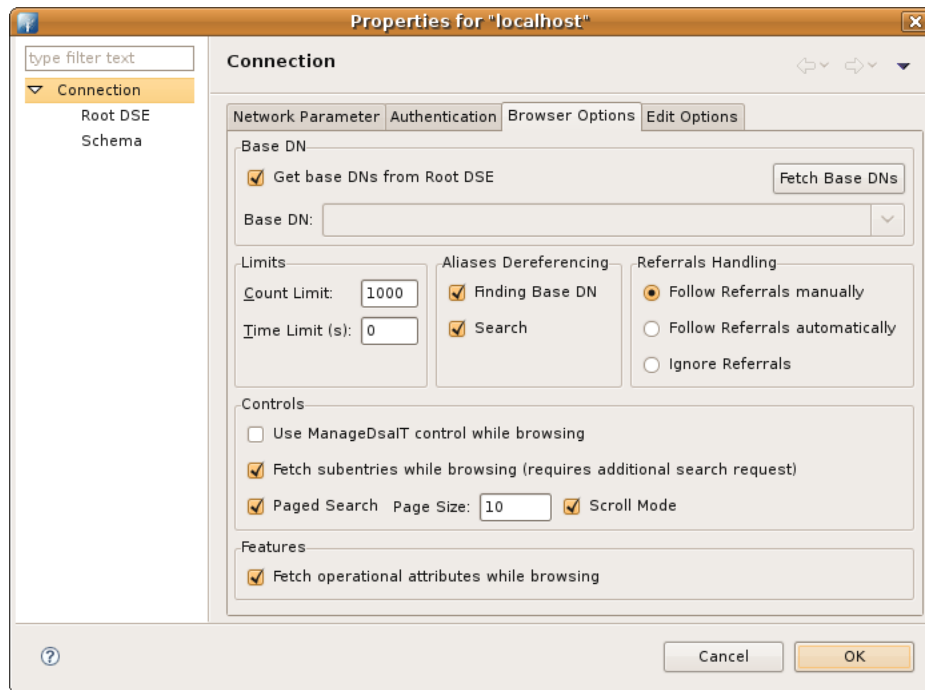 Properties for "localhost"
type filter text
Connection
Root DSE
Schema
Connection
Network Parameter Authentication Browser Options Edit Options
Base DN
Get base DNs from Root DSE Fetch Base DNs
Base DN:
Limits Aliases Dereferencing Referrals Handling
Count Limit: 1000 Finding Base DN Follow Referrals manually
Time Limit (s): 0 Search Follow Referrals automatically
Ignore Referrals
Controls
Use ManageDsaIT control while browsing
Fetch subentries while browsing (requires additional search request)
Paged Search Page Size: 10 Scroll Mode
Features
Fetch operational attributes while browsing
? Cancel OK